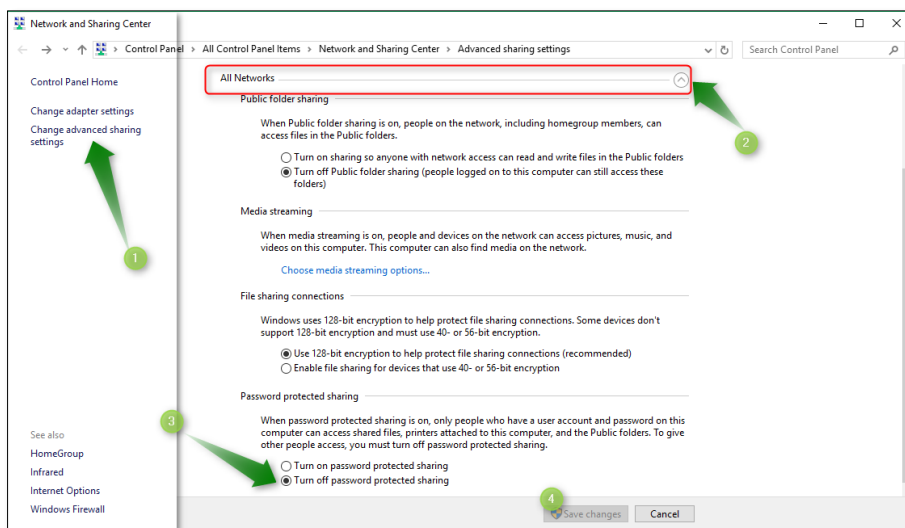 Network and Sharing Center
Control Panel > All Control Panel Items > Network and Sharing Center > Advanced sharing settings
Search Control Panel
Control Panel Home
Change adapter settings
Change advanced sharing
settings
1
All Networks
2
Public folder sharing
When Public folder sharing is on, people on the network, including homegroup members, can
access files in the Public folders.
Turn on sharing so anyone with network access can read and write files in the Public folders
Turn off Public folder sharing (people logged on to this computer can still access these
folders)
Media streaming
When media streaming is on, people and devices on the network can access pictures, music, and
videos on this computer. This computer can also find media on the network.
Choose media streaming options...
File sharing connections
Windows uses 128-bit encryption to help protect file sharing connections. Some devices don't
support 128-bit encryption and must use 40- or 56-bit encryption.
Use 128-bit encryption to help protect file sharing connections (recommended)
Enable file sharing for devices that use 40- or 56-bit encryption
Password protected sharing
When password protected sharing is on, only people who have a user account and password on this
computer can access shared files, printers attached to this computer, and the Public folders. To give
other people access, you must turn off password protected sharing.
3
Turn on password protected sharing
Turn off password protected sharing
See also
HomeGroup
Infrared
Internet Options
Windows Firewall
4
Save changes
Cancel